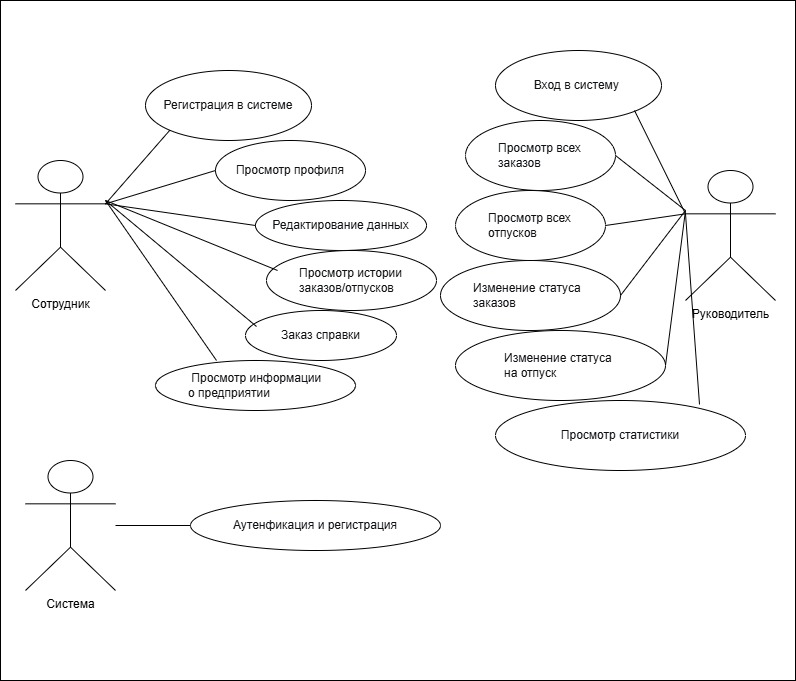 Регистрация в системе
Просмотр профиля
Редактирование данных
Просмотр истории
заказов/отпусков
Заказ справки
Просмотр информации
о предприятии
Сотрудник
Вход в систему
Просмотр всех
заказов
Просмотр всех
отпусков
Изменение статуса
заказов
Изменение статуса
на отпуск
Просмотр статистики
Руководитель
Аутенфикация и регистрация
Система